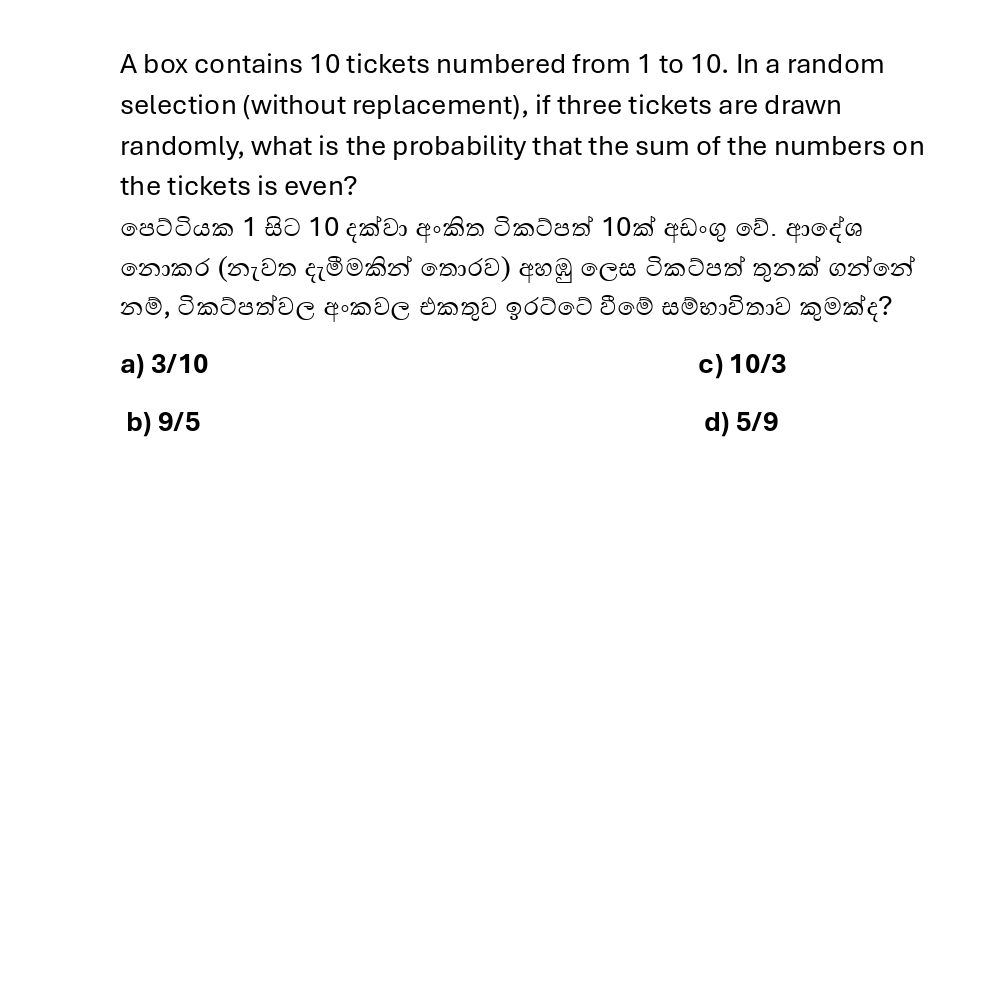 A box contains 10 tickets numbered from 1 to 10. In a random
selection (without replacement), if three tickets are drawn
randomly, what is the probability that the sum of the numbers on
the tickets is even?
පෙට්ටියක 1 සිට 10 දක්වා අංකිත ටිකට්පත් 10ක් අඩංගු වේ. ආදේශ
නොකර (නැවත දැමීමකින් තොරව) අහඹු ලෙස ටිකට්පත් තුනක් ගන්නේ
නම්, ටිකට්පත්වල අංකවල එකතුව ඉරට්ටේ වීමේ සම්භාවිතාව කුමක්ද?
a) 3/10 c) 10/3
b) 9/5 d) 5/9